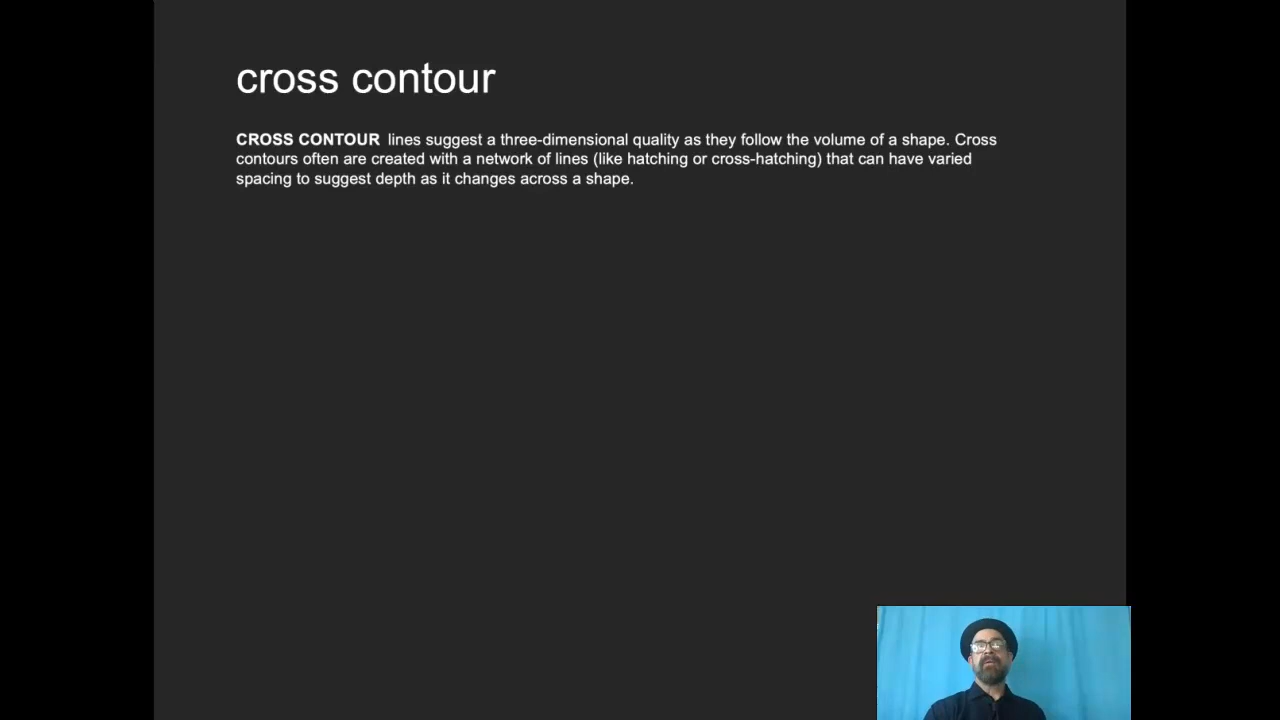 cross contour
CROSS CONTOUR lines suggest a three-dimensional quality as they follow the volume of a shape. Cross
contours often are created with a network of lines (like hatching or cross-hatching) that can have varied
spacing to suggest depth as it changes across a shape.